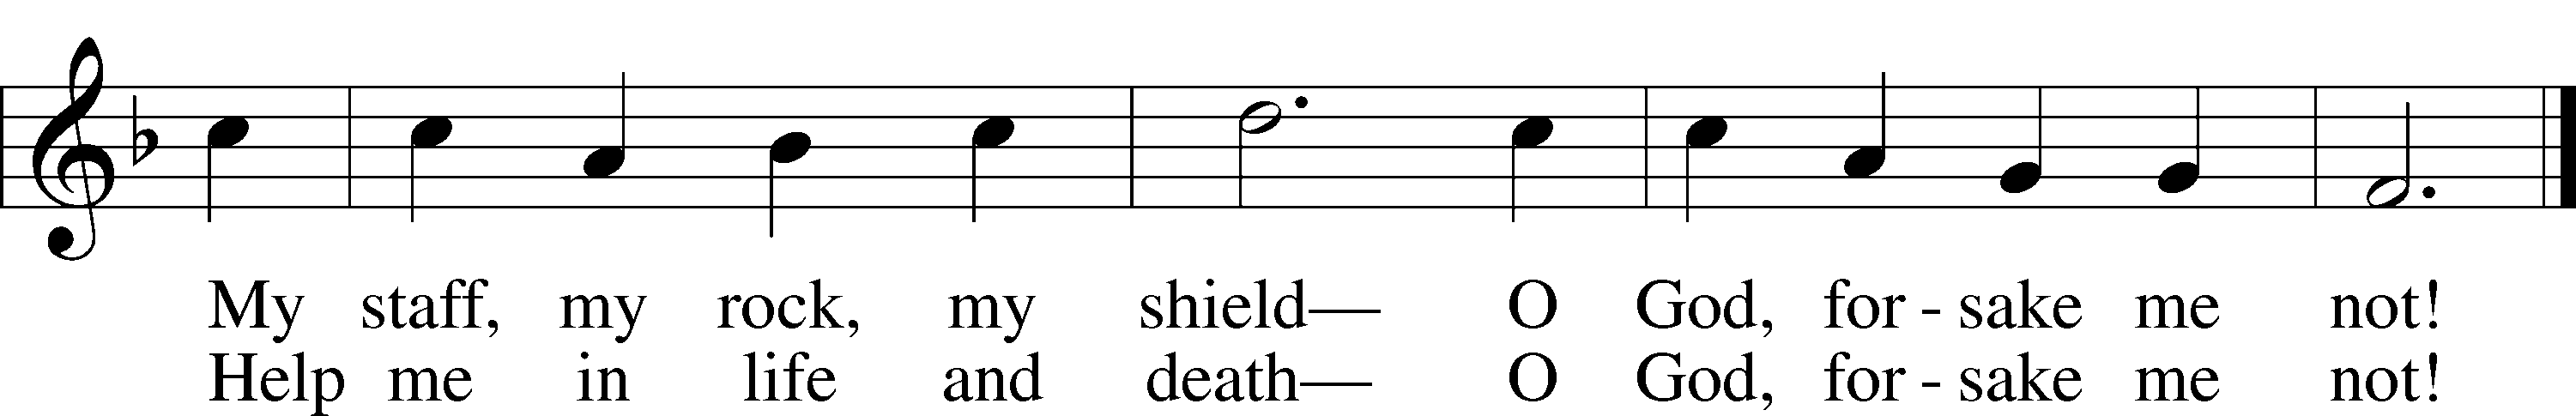 My staff, my rock, my shield— O God, for - sake me not!
Help me in life and death— O God, for - sake me not!